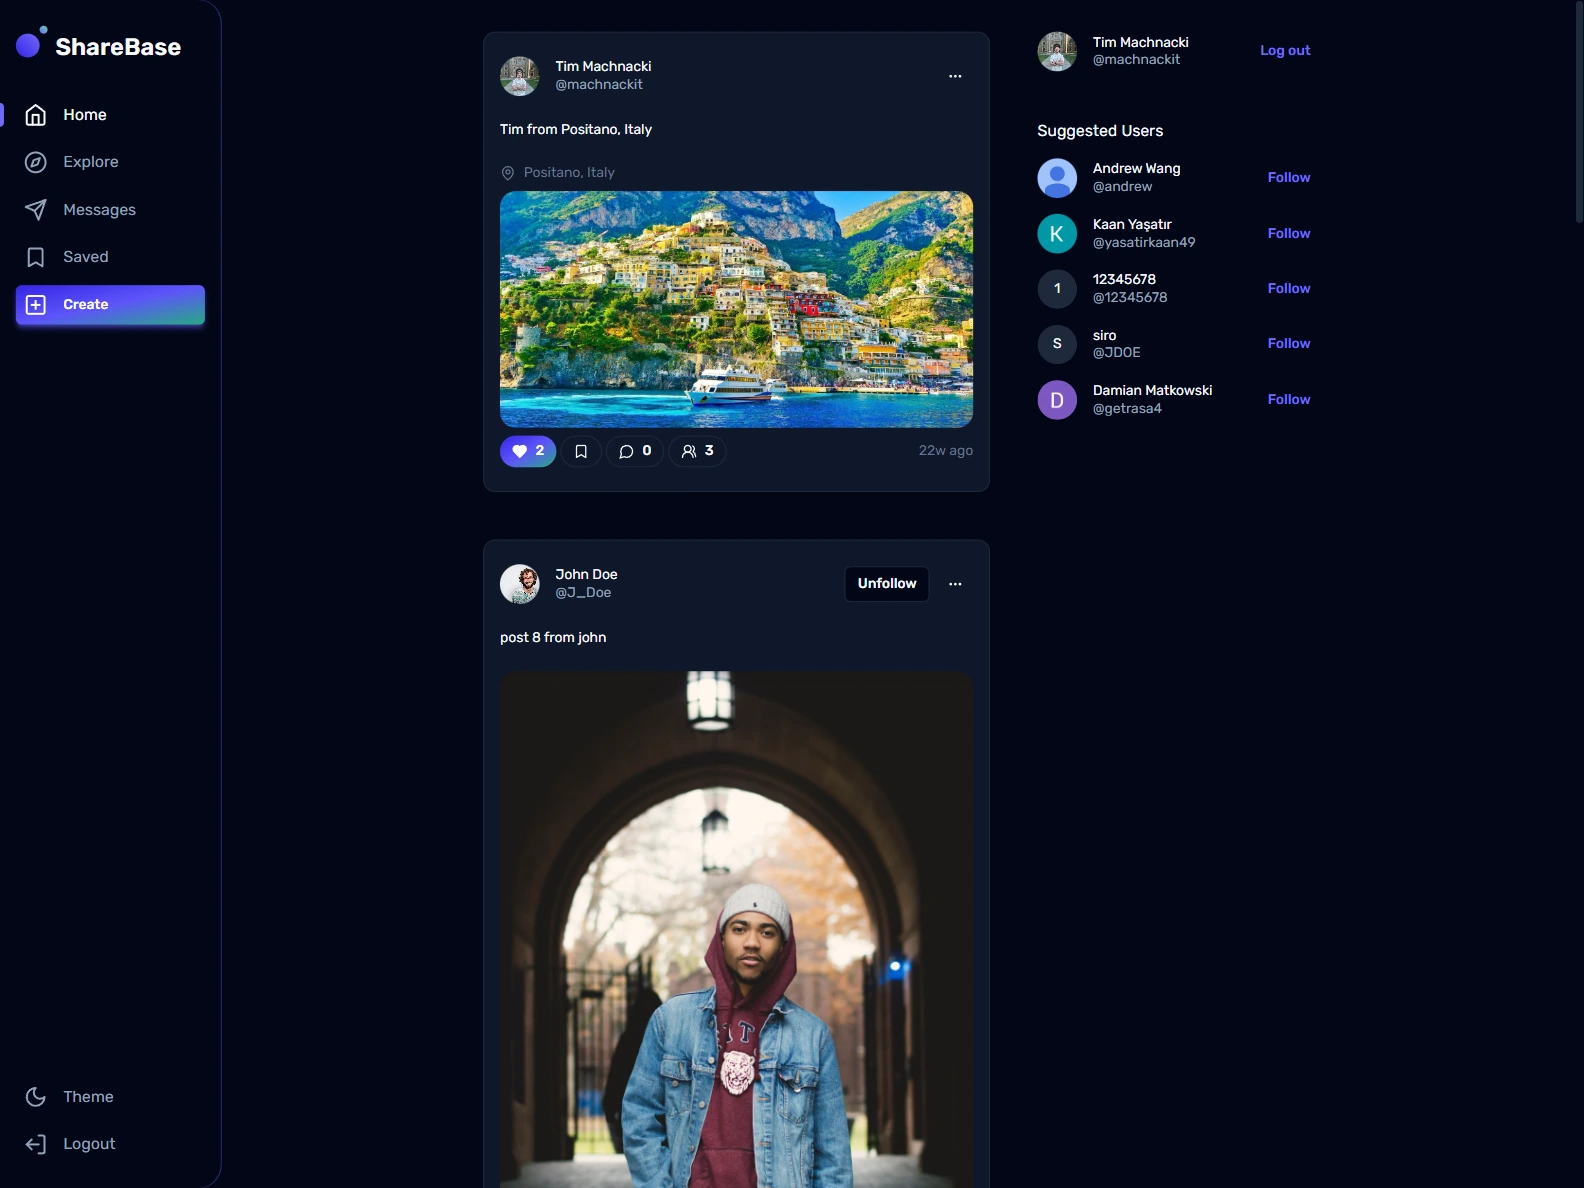 ShareBase
Home
Explore
Messages
Saved
Create
Theme
Logout
Tim Machnacki
@machnackit
Tim from Positano, Italy
Positano, Italy
2
0
3
22w ago
John Doe
@J_Doe
Unfollow
post 8 from john
Tim Machnacki
@machnackit
Log out
Suggested Users
Andrew Wang
@andrew
Follow
K
Kaan Yaşatır
@yasatirkaan49
Follow
1
12345678
@12345678
Follow
S
siro
@JDOE
Follow
D
Damian Matkowski
@getrasa4
Follow